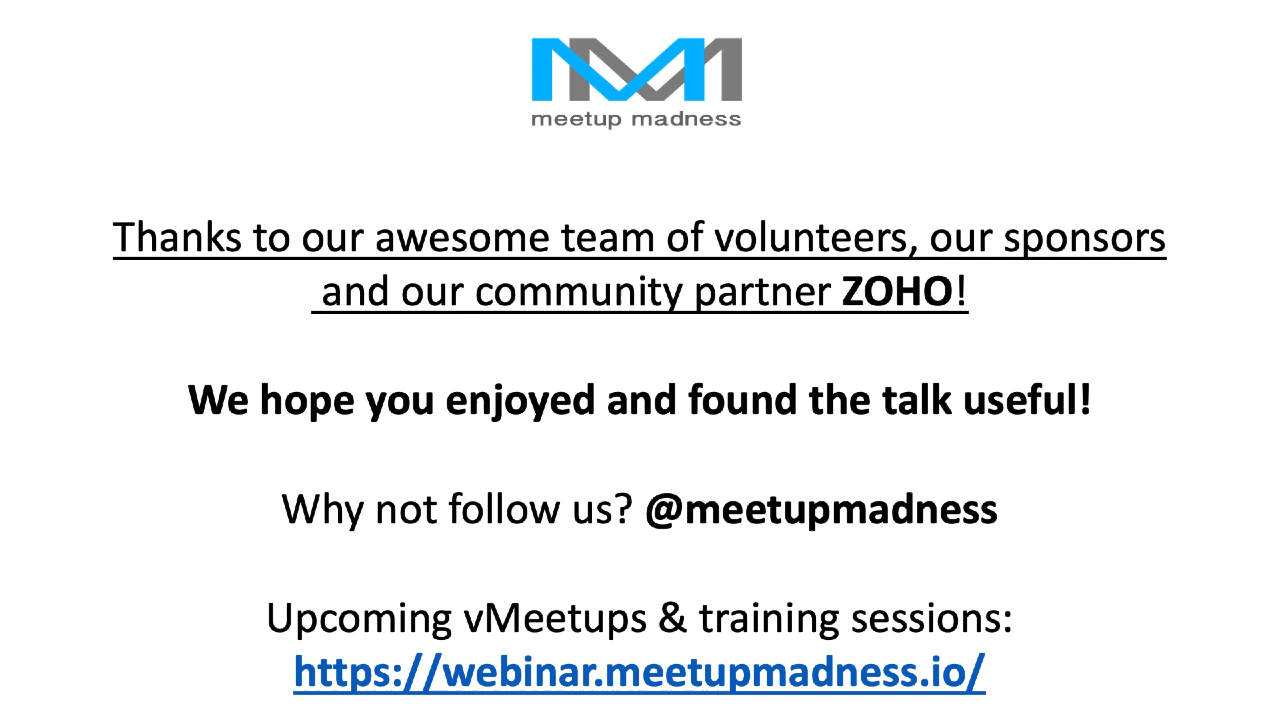 meetup madness
Thanks to our awesome team of volunteers, our sponsors
and our community partner ZOHO!
We hope you enjoyed and found the talk useful!
Why not follow us? @meetupmadness
Upcoming vMeetups & training sessions:
https://webinar.meetupmadness.io/